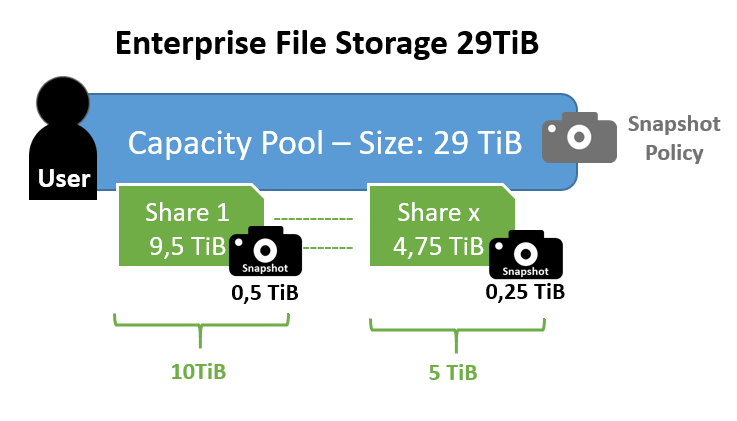 Enterprise File Storage 29TiB
Capacity Pool – Size: 29 TiB
Snapshot
Policy
User
Share 1
9,5 TiB
Snapshot
0,5 TiB
Share x
4,75 TiB
Snapshot
0,25 TiB
10TiB
5 TiB